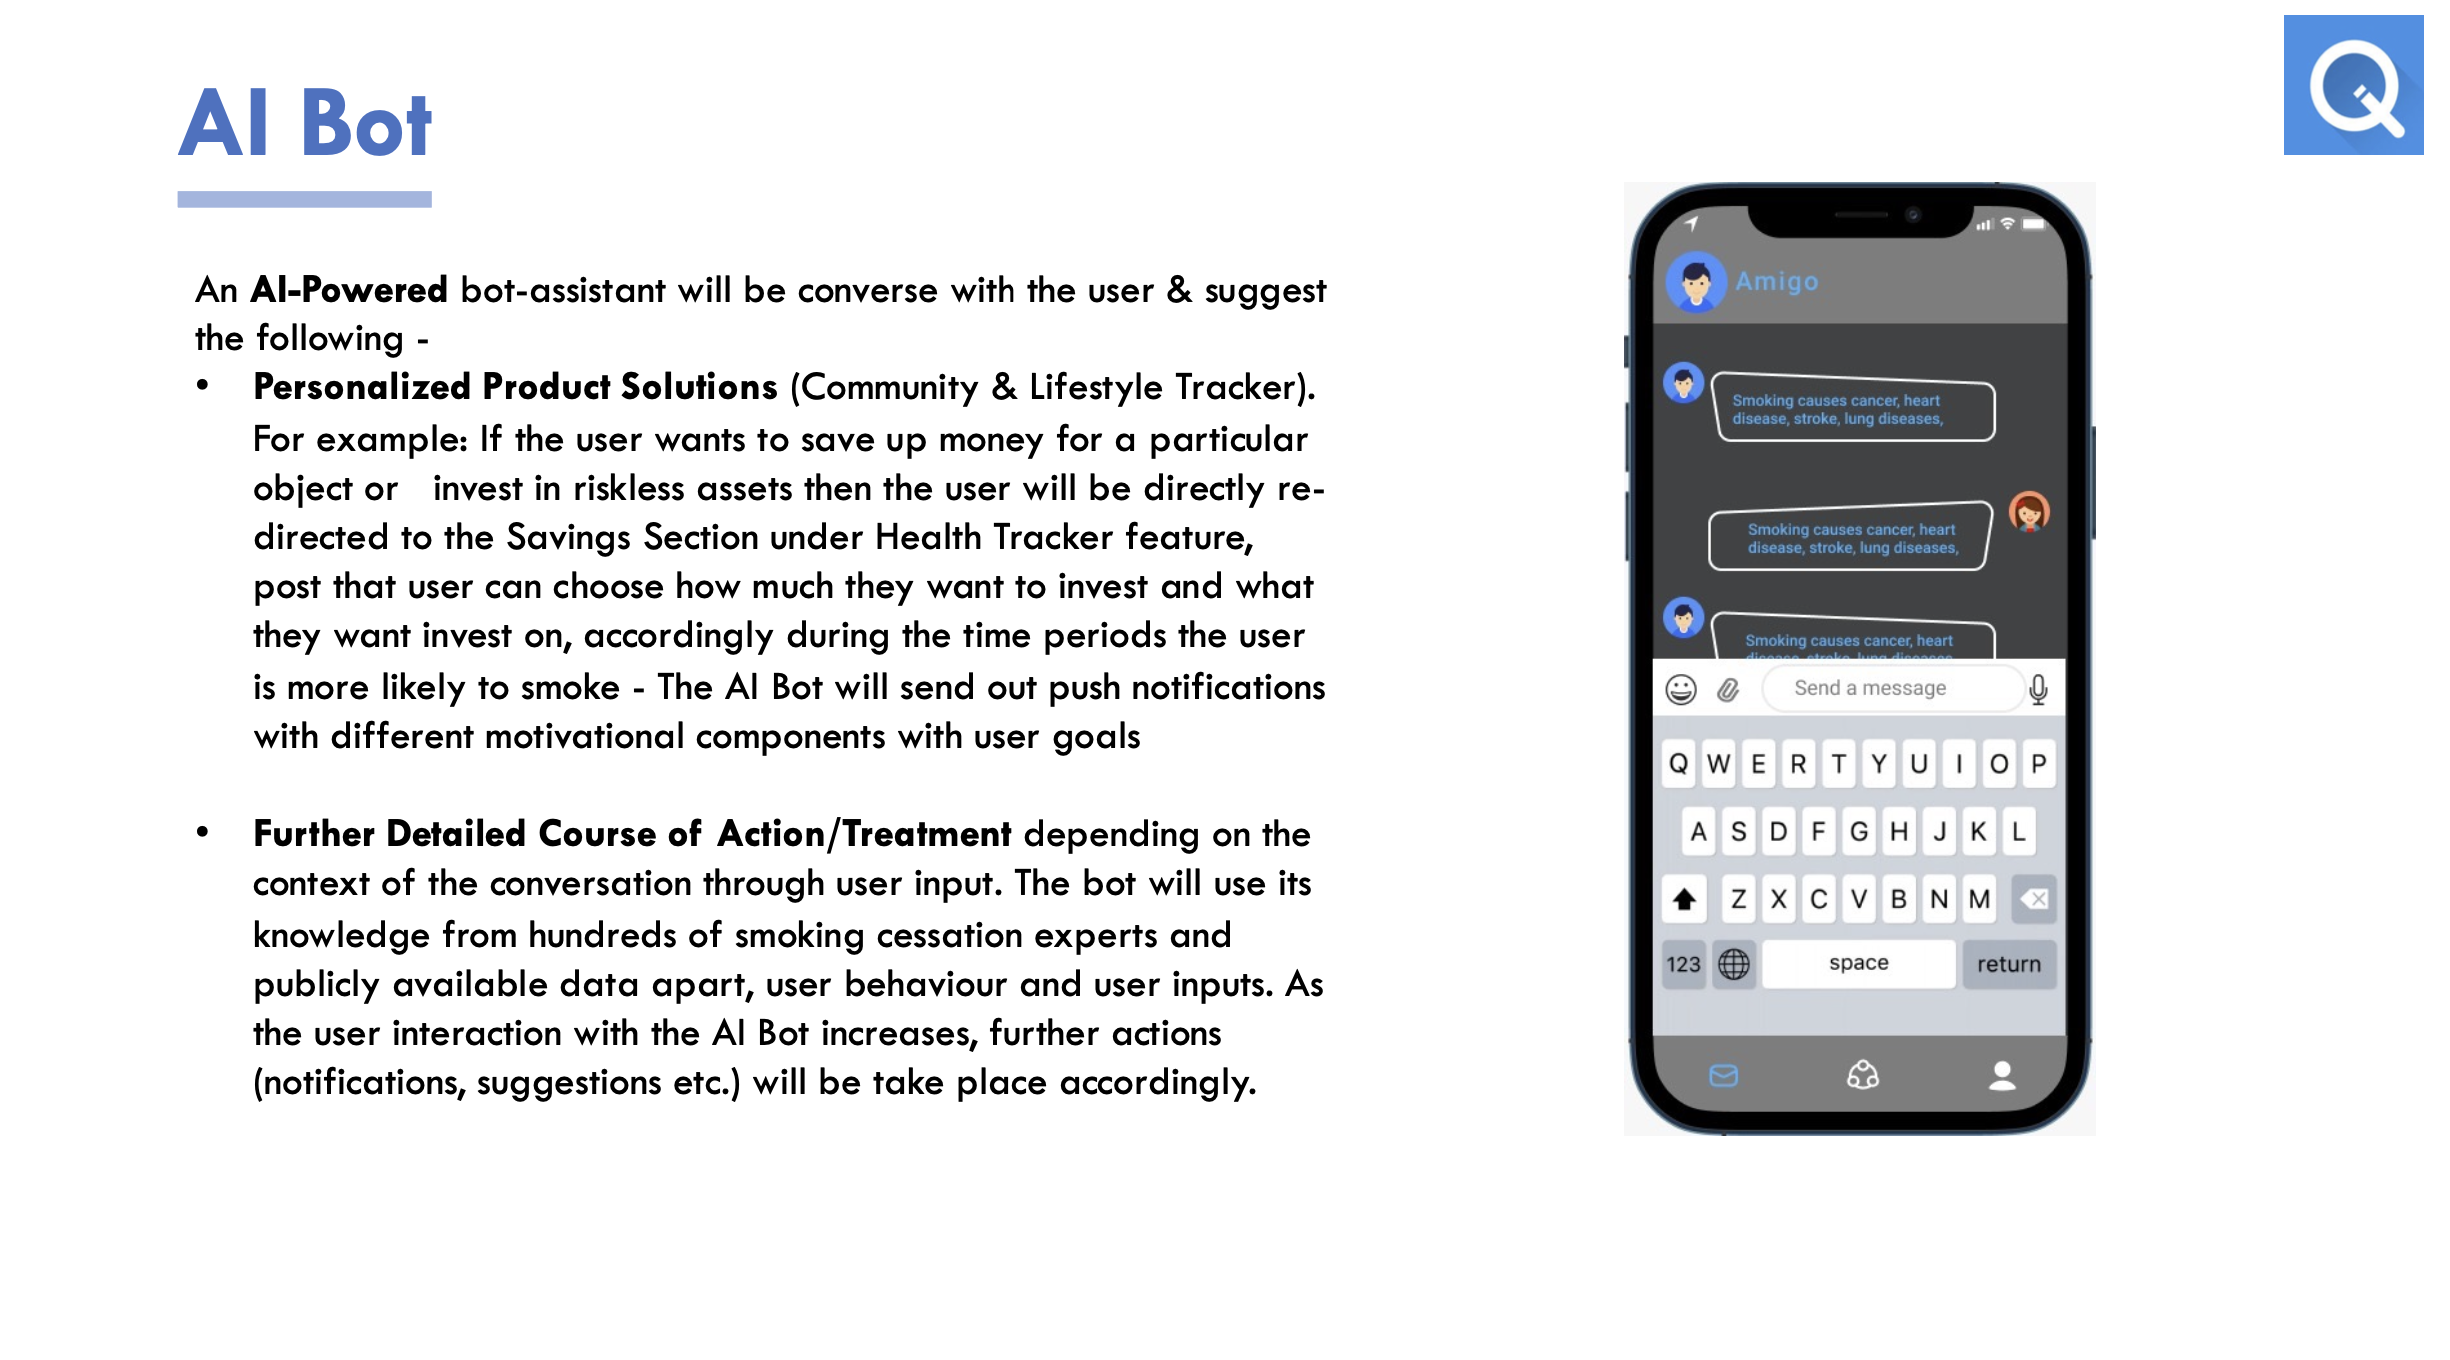 AI Bot
An AI-Powered bot-assistant will be converse with the user & suggest
the following -
• Personalized Product Solutions (Community & Lifestyle Tracker).
For example: If the user wants to save up money for a particular
object or invest in riskless assets then the user will be directly re-
directed to the Savings Section under Health Tracker feature,
post that user can choose how much they want to invest and what
they want invest on, accordingly during the time periods the user
is more likely to smoke - The AI Bot will send out push notifications
with different motivational components with user goals
• Further Detailed Course of Action/Treatment depending on the
context of the conversation through user input. The bot will use its
knowledge from hundreds of smoking cessation experts and
publicly available data apart, user behaviour and user inputs. As
the user interaction with the AI Bot increases, further actions
(notifications, suggestions etc.) will be take place accordingly.
Amigo
Smoking causes cancer, heart
disease, stroke, lung diseases,
Smoking causes cancer, heart
disease, stroke, lung diseases,
Smoking causes cancer, heart
disease, stroke, lung diseases,
Send a message
Q W E R T Y U I O P
A S D F G H J K L
Z X C V B N M
123 space return
Q